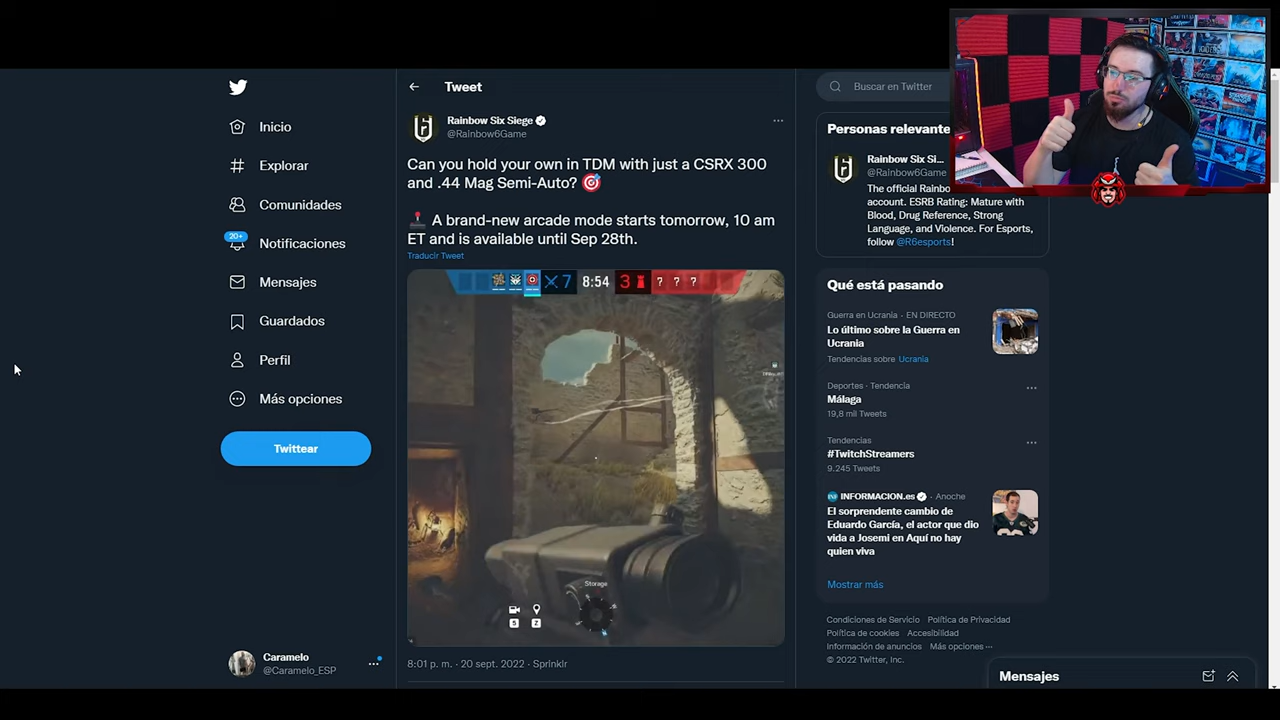 Inicio
Explorar
Comunidades
20+
Notificaciones
Mensajes
Guardados
Perfil
Más opciones
Twittear
Caramelo
@Caramelo_ESP
Tweet
Rainbow Six Siege
@Rainbow6Game
Can you hold your own in TDM with just a CSRX 300
and .44 Mag Semi-Auto?
A brand-new arcade mode starts tomorrow, 10 am
ET and is available until Sep 28th.
Traducir Tweet
7 8:54 3 ? ? ?
Storage
5 Z
8:01 p. m. · 20 sept. 2022 · Sprinklr
Buscar en Twitter
Personas relevante
Rainbow Six Si...
@Rainbow6Game
The official Rainbo
account. ESRB Rating: Mature with
Blood, Drug Reference, Strong
Language, and Violence. For Esports,
follow @R6esports!
Qué está pasando
Guerra en Ucrania · EN DIRECTO
Lo último sobre la Guerra en
Ucrania
Tendencias sobre Ucrania
Deportes · Tendencia
Málaga
19,8 mil Tweets
Tendencias
#TwitchStreamers
9.245 Tweets
INFORMACION.es · Anoche
El sorprendente cambio de
Eduardo García, el actor que dio
vida a Josemi en Aquí no hay
quien viva
Mostrar más
Condiciones de Servicio Política de Privacidad
Política de cookies Accesibilidad
Información de anuncios Más opciones ···
© 2022 Twitter, Inc.
Mensajes